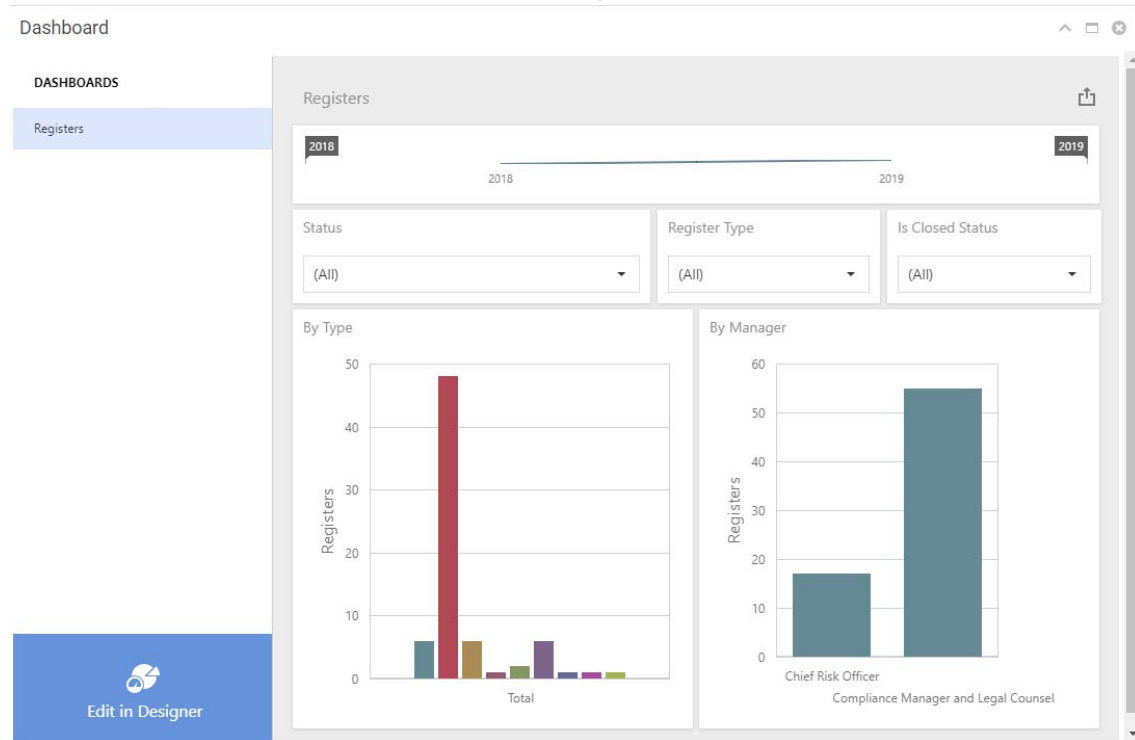 Dashboard
DASHBOARDS
Registers
Registers
2018
2019
2018
2019
Status
Register Type
Is Closed Status
(All)
(All)
(All)
By Type
50
40
30
20
10
0
Registers
Total
By Manager
60
50
40
30
20
10
0
Registers
Chief Risk Officer
Compliance Manager and Legal Counsel
Edit in Designer